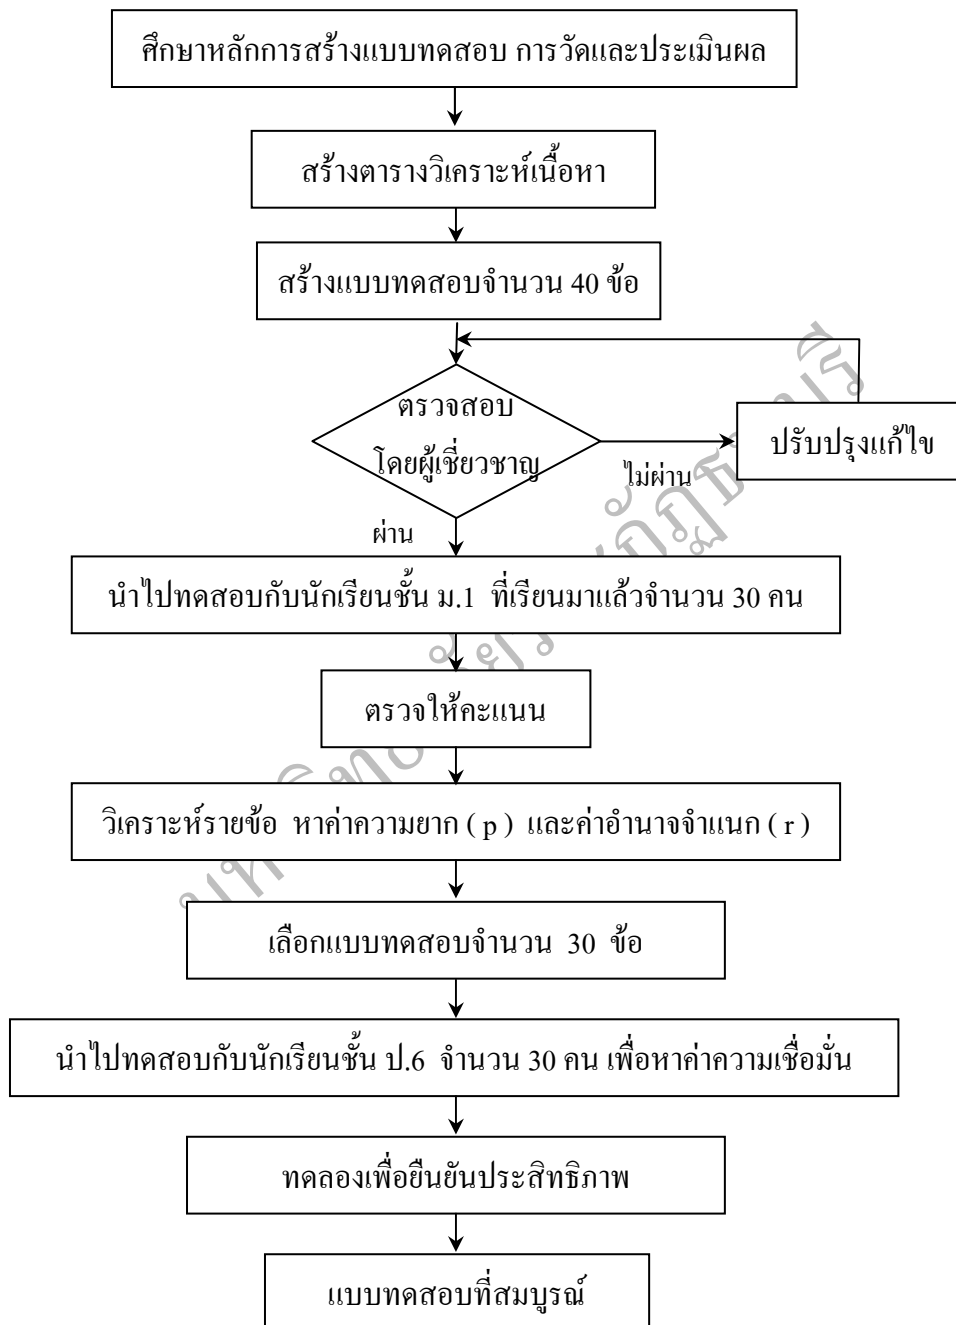 ศึกษาหลักการสร้างแบบทดสอบ การวัดและประเมินผล
สร้างตารางวิเคราะห์เนื้อหา
สร้างแบบทดสอบจำนวน 40 ข้อ
ตรวจสอบ
โดยผู้เชี่ยวชาญ
ปรับปรุงแก้ไข
ไม่ผ่าน
ผ่าน
นำไปทดสอบกับนักเรียนชั้น ม.1 ที่เรียนมาแล้วจำนวน 30 คน
ตรวจให้คะแนน
วิเคราะห์รายข้อ หาค่าความยาก ( p ) และค่าอำนาจจำแนก ( r )
เลือกแบบทดสอบจำนวน 30 ข้อ
นำไปทดสอบกับนักเรียนชั้น ป.6 จำนวน 30 คน เพื่อหาค่าความเชื่อมั่น
ทดลองเพื่อยืนยันประสิทธิภาพ
แบบทดสอบที่สมบูรณ์